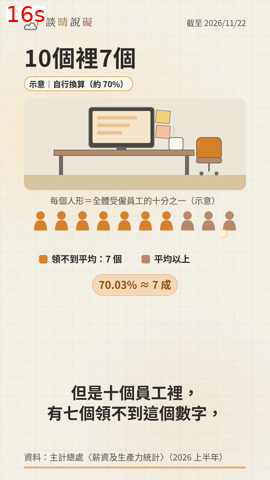 16s
談晴說礙
截至 2026/11/22
10個裡7個
示意｜自行換算（約 70%）
每個人形＝全體受僱員工的十分之一（示意）
領不到平均：7 個
平均以上
70.03% ≈ 7 成
但是十個員工裡，
有七個領不到這個數字，
資料：主計總處〈薪資及生產力統計〉（2026 上半年）